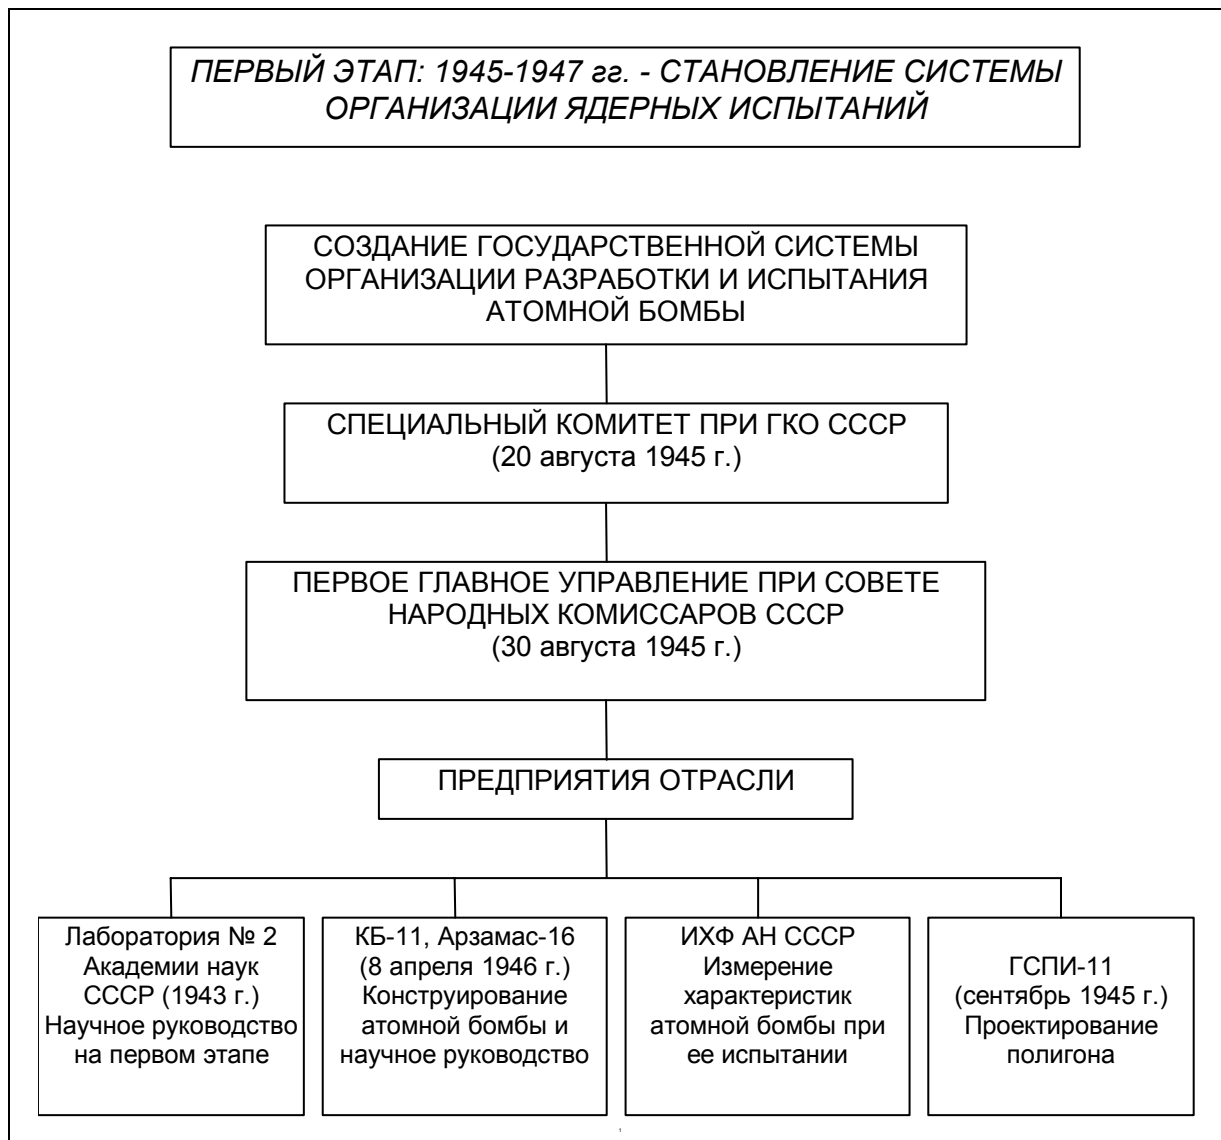 ПЕРВЫЙ ЭТАП: 1945-1947 гг. - СТАНОВЛЕНИЕ СИСТЕМЫ
ОРГАНИЗАЦИИ ЯДЕРНЫХ ИСПЫТАНИЙ
СОЗДАНИЕ ГОСУДАРСТВЕННОЙ СИСТЕМЫ
ОРГАНИЗАЦИИ РАЗРАБОТКИ И ИСПЫТАНИЯ
АТОМНОЙ БОМБЫ
СПЕЦИАЛЬНЫЙ КОМИТЕТ ПРИ ГКО СССР
(20 августа 1945 г.)
ПЕРВОЕ ГЛАВНОЕ УПРАВЛЕНИЕ ПРИ СОВЕТЕ
НАРОДНЫХ КОМИССАРОВ СССР
(30 августа 1945 г.)
ПРЕДПРИЯТИЯ ОТРАСЛИ
Лаборатория № 2
Академии наук
СССР (1943 г.)
Научное руководство
на первом этапе
КБ-11, Арзамас-16
(8 апреля 1946 г.)
Конструирование
атомной бомбы и
научное руководство
ИХФ АН СССР
Измерение
характеристик
атомной бомбы при
ее испытании
ГСПИ-11
(сентябрь 1945 г.)
Проектирование
полигона